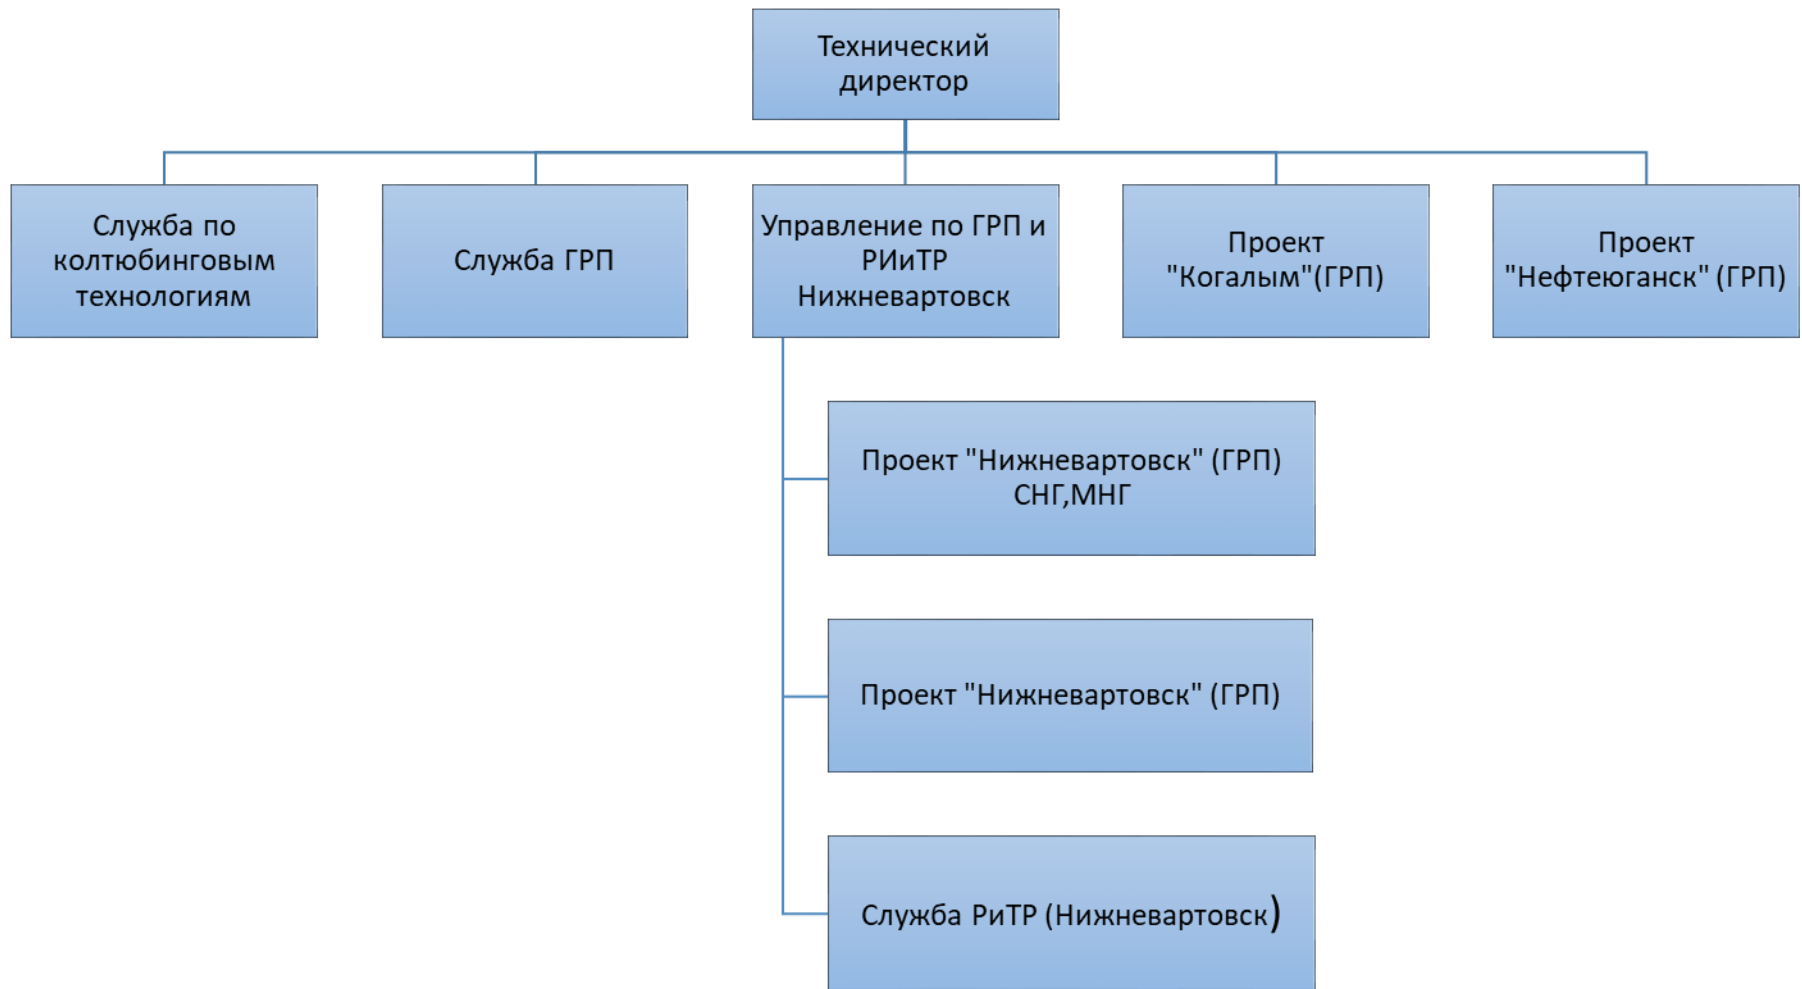 Технический
директор
Служба по
колтюбинговым
технологиям
Служба ГРП
Управление по ГРП и
РИиТР
Нижневартовск
Проект
"Когалым"(ГРП)
Проект
"Нефтеюганск" (ГРП)
Проект "Нижневартовск" (ГРП)
СНГ,МНГ
Проект "Нижневартовск" (ГРП)
Служба РиТР (Нижневартовск)